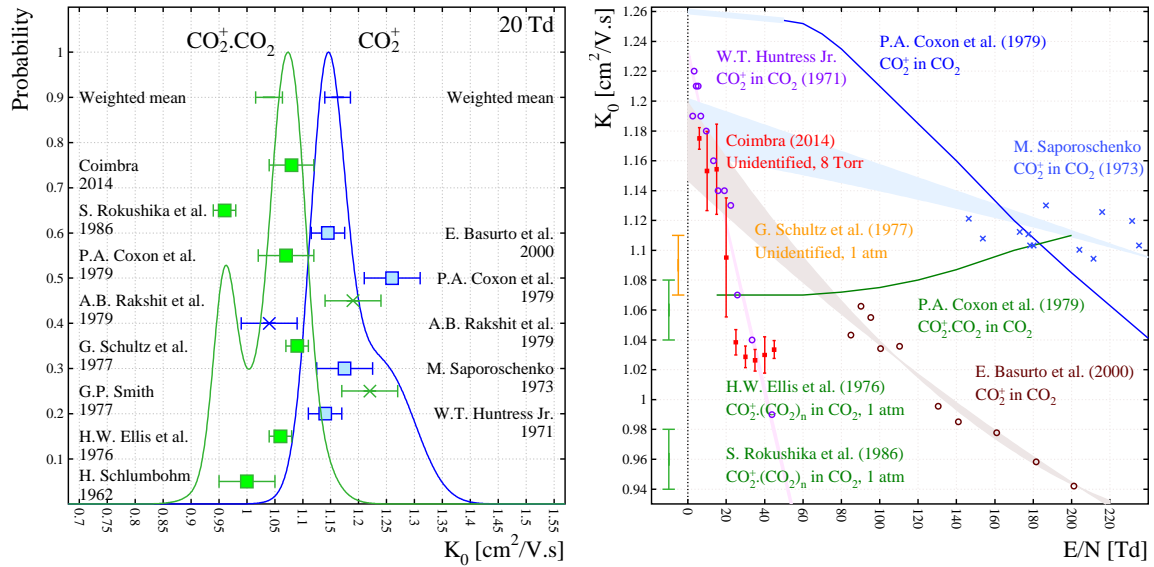 20 Td
CO₂⁺.CO₂
CO₂⁺
Probability
Weighted mean
Weighted mean
Coimbra
2014
S. Rokushika et al.
1986
P.A. Coxon et al.
1979
A.B. Rakshit et al.
1979
G. Schultz et al.
1977
G.P. Smith
1977
H.W. Ellis et al.
1976
H. Schlumbohm
1962
E. Basurto et al.
2000
P.A. Coxon et al.
1979
A.B. Rakshit et al.
1979
M. Saporoschenko
1973
W.T. Huntress Jr.
1971
1
0.9
0.8
0.7
0.6
0.5
0.4
0.3
0.2
0.1
0.7 0.75 0.8 0.85 0.9 0.95 1 1.05 1.1 1.15 1.2 1.25 1.3 1.35 1.4 1.45 1.5 1.55
K₀ [cm²/V.s]
K₀ [cm²/V.s]
1.26
1.24
1.22
1.2
1.18
1.16
1.14
1.12
1.1
1.08
1.06
1.04
1.02
1
0.98
0.96
0.94
P.A. Coxon et al. (1979)
CO₂⁺ in CO₂
W.T. Huntress Jr.
CO₂⁺ in CO₂ (1971)
Coimbra (2014)
Unidentified, 8 Torr
M. Saporoschenko
CO₂⁺ in CO₂ (1973)
G. Schultz et al. (1977)
Unidentified, 1 atm
P.A. Coxon et al. (1979)
CO₂⁺.CO₂ in CO₂
E. Basurto et al. (2000)
CO₂⁺ in CO₂
H.W. Ellis et al. (1976)
CO₂⁺.(CO₂)ₙ in CO₂, 1 atm
S. Rokushika et al. (1986)
CO₂⁺.(CO₂)ₙ in CO₂, 1 atm
0 20 40 60 80 100 120 140 160 180 200 220
E/N [Td]